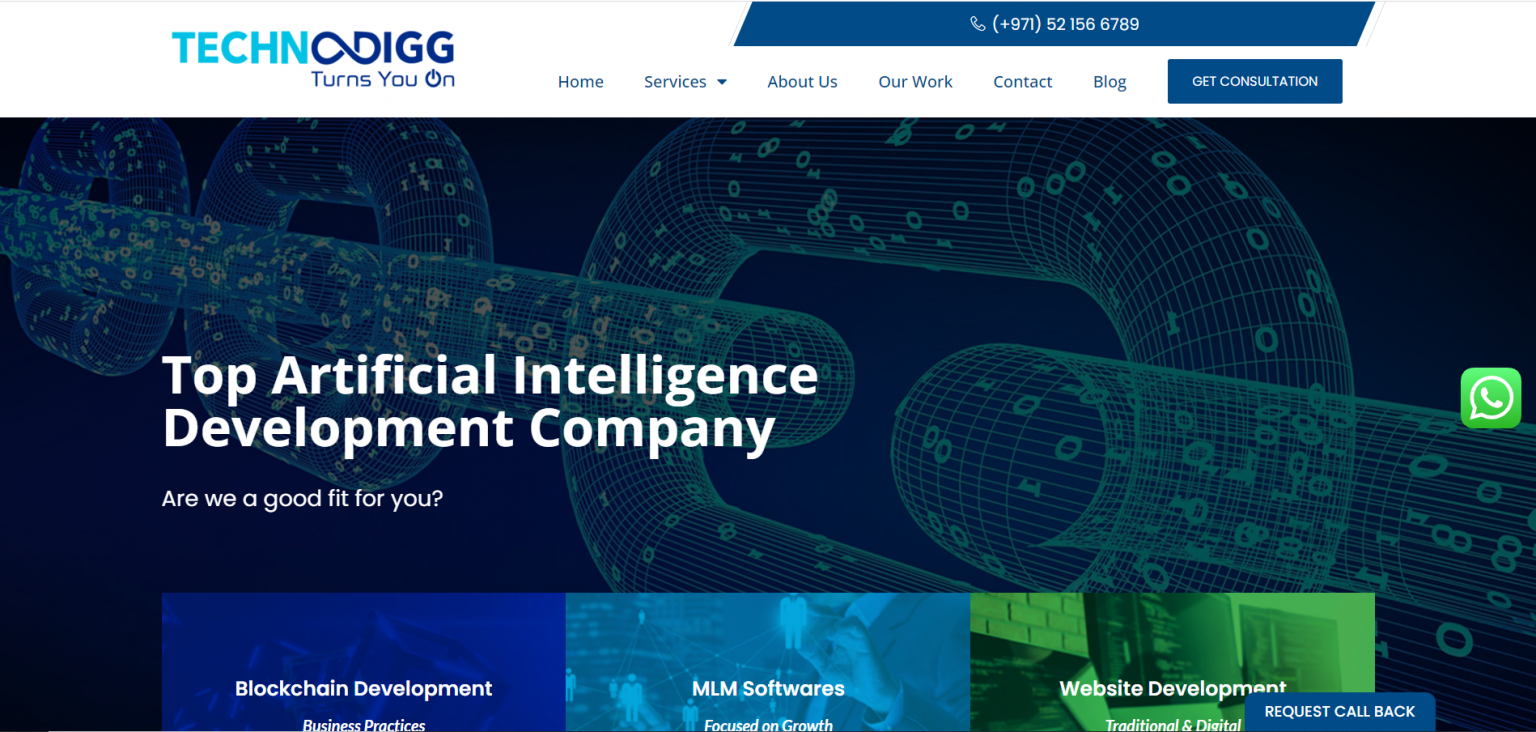 (+971) 52 156 6789
TECHNODIGG
Turns You On
Home
Services
About Us
Our Work
Contact
Blog
GET CONSULTATION
Top Artificial Intelligence
Development Company
Are we a good fit for you?
Blockchain Development
Business Practices
MLM Softwares
Focused on Growth
Website Development
Traditional & Digital
REQUEST CALL BACK